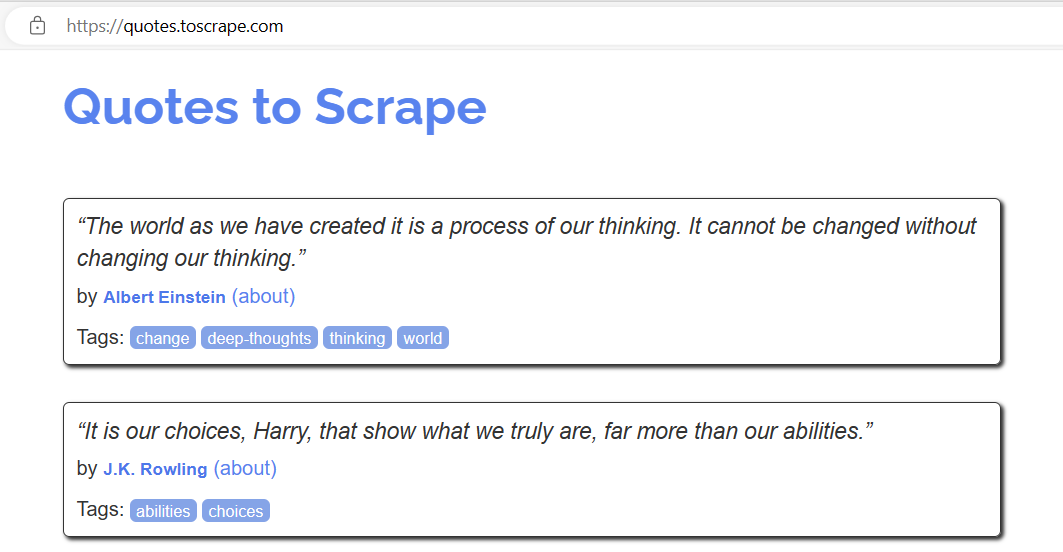 https://quotes.toscrape.com
Quotes to Scrape
“The world as we have created it is a process of our thinking. It cannot be changed without
changing our thinking.”
by Albert Einstein (about)
Tags: change deep-thoughts thinking world
“It is our choices, Harry, that show what we truly are, far more than our abilities.”
by J.K. Rowling (about)
Tags: abilities choices